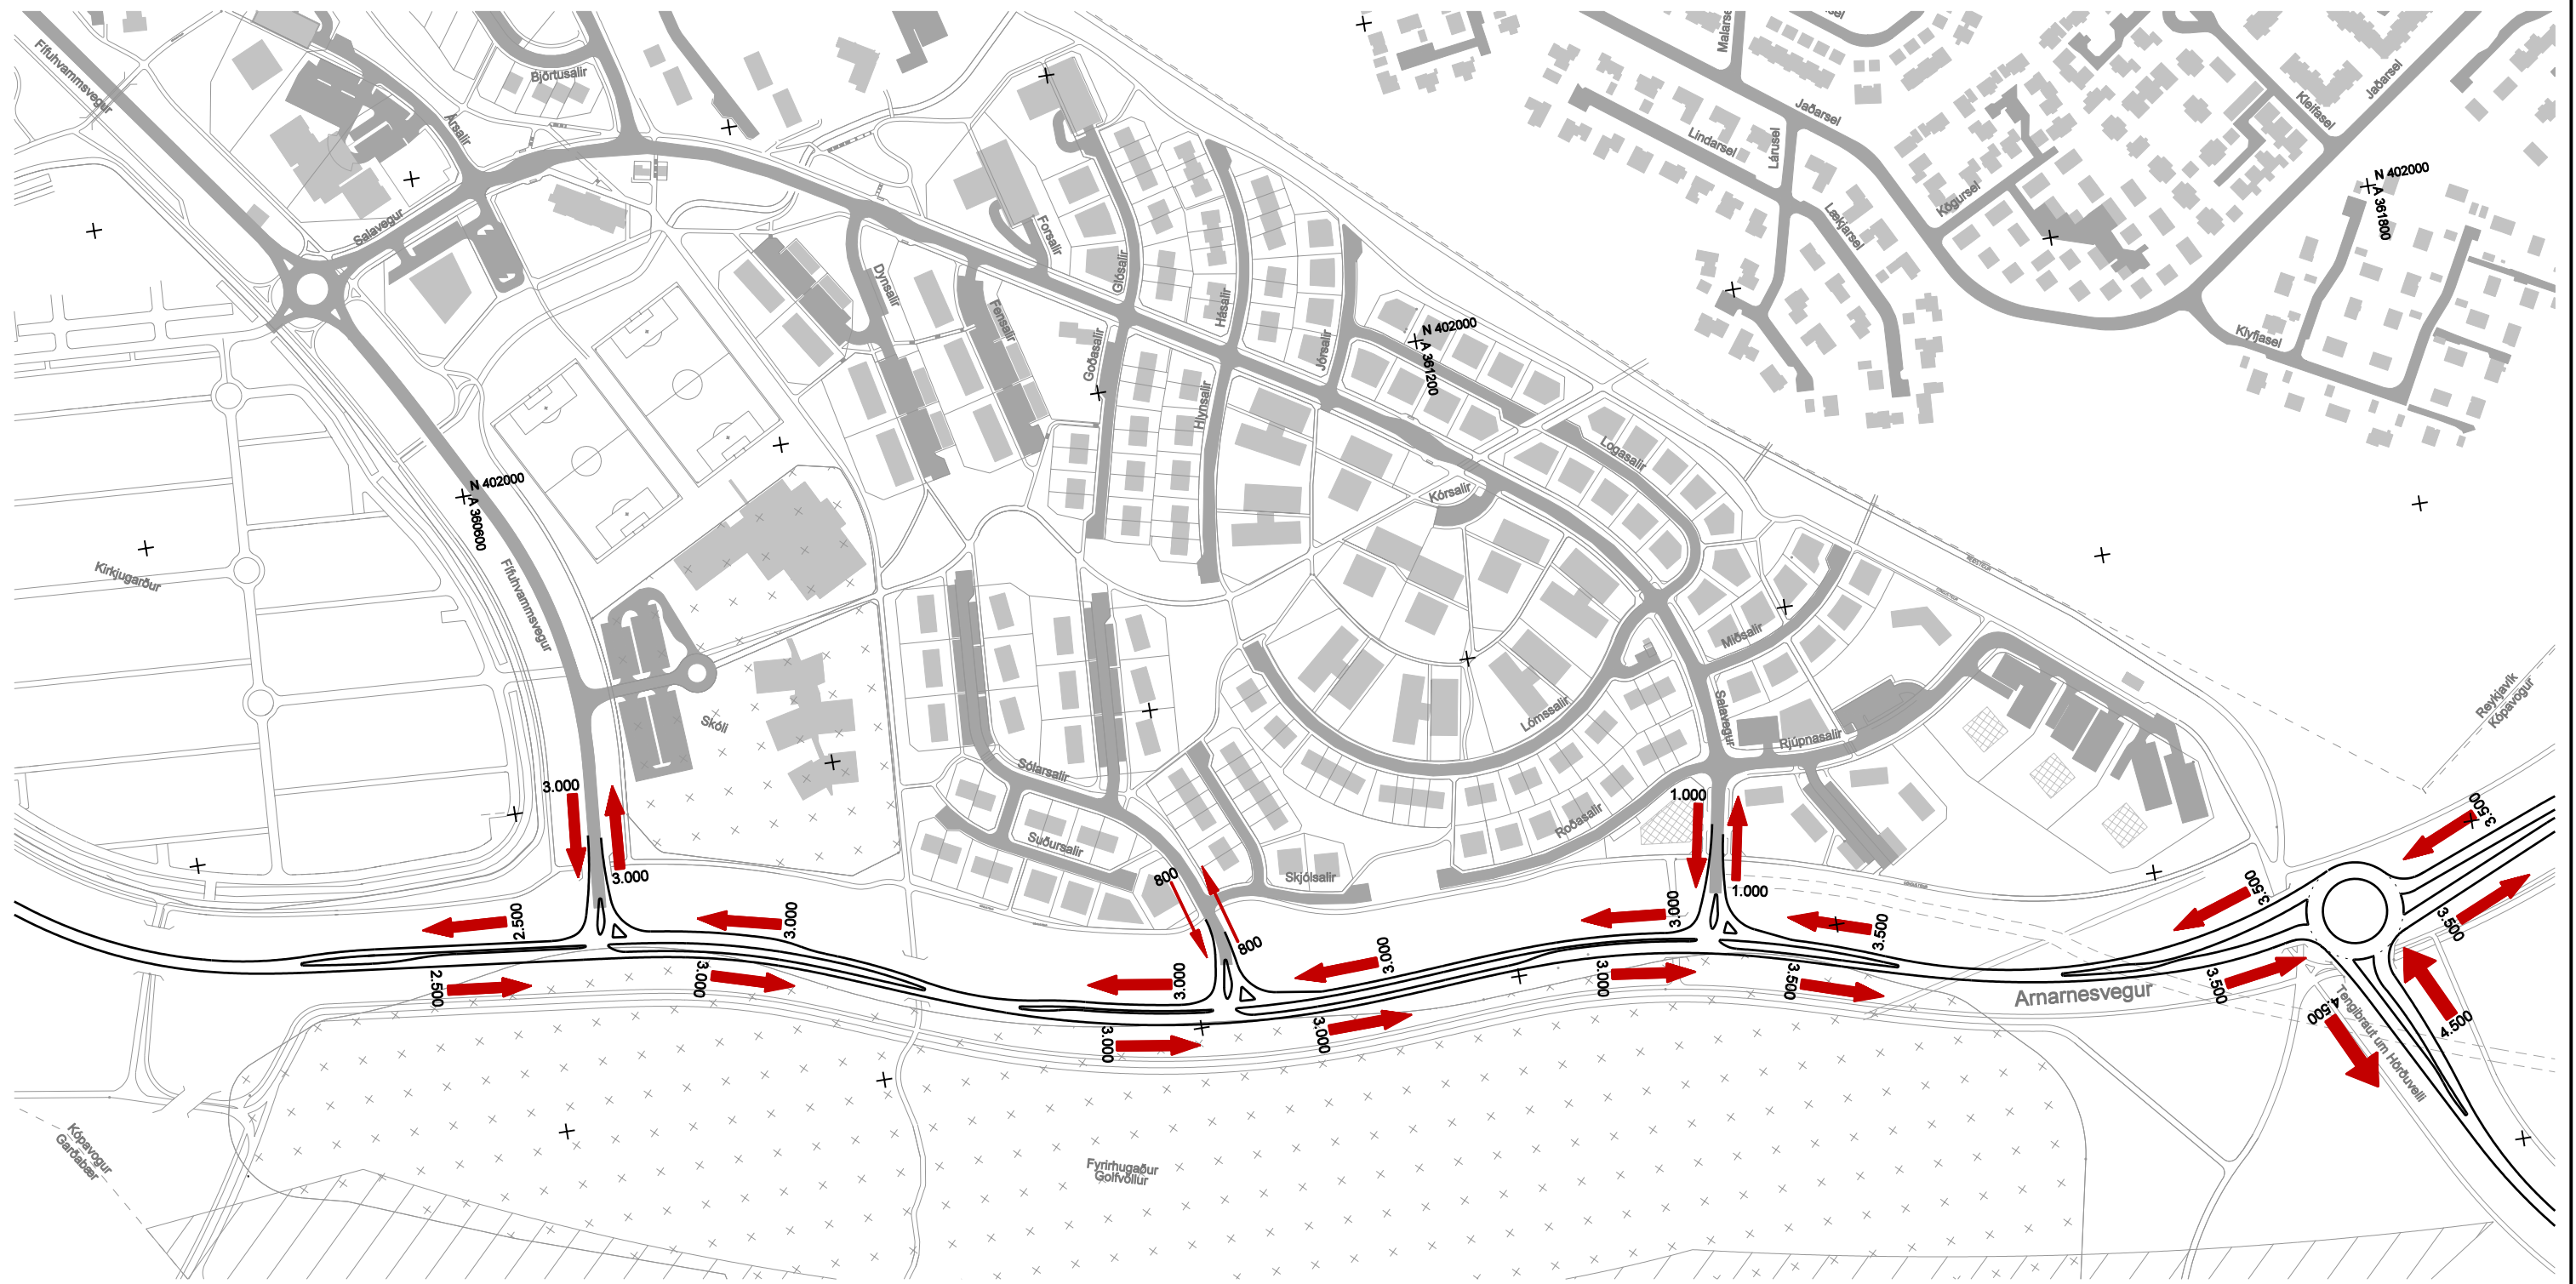 Fífuhvammsvegur
Björtusalir
Ársalir
Salavegur
Malarsel
Jaðarsel
Lindarsel
Lárusel
Lækjarsel
Kögursel
Kleifasel
Jaðarsel
Klyfjasel
N 402000
A 361800
Forsalir
Glósalir
Dynsalir
Fensalir
Hásalir
Goðasalir
Jórsalir
Hlynsalir
N 402000
A 361200
Logasalir
Kórsalir
N 402000
A 360600
Kirkjugarður
Fífuhvammsvegur
Skóli
Miðsalir
Lómssalir
Salavegur
Rjúpnasalir
Reykjavík
Kópavogur
Sólarsalir
Suðursalir
Roðasalir
Skjólsalir
3.000
3.000
1.000
1.000
800
800
2.500
3.000
3.000
3.000
3.000
3.500
3.500
3.500
3.500
2.500
3.000
3.000
3.000
3.000
3.500
3.500
4.500
4.500
Arnarnesvegur
Tengibraut um Hörðuvelli
Kópavogur
Garðabær
Fyrirhugaður
Golfvöllur